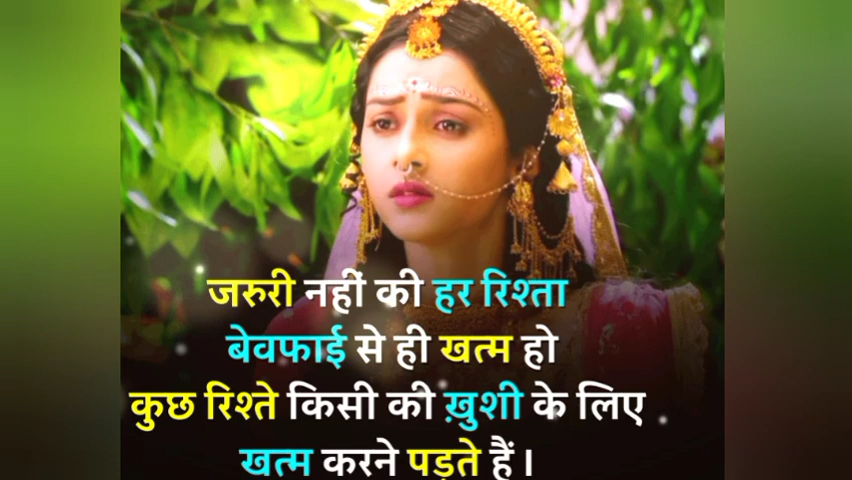 जरुरी नहीं की हर रिश्ता
बेवफाई से ही खत्म हो
कुछ रिश्ते किसी की ख़ुशी के लिए
खत्म करने पड़ते हैं।